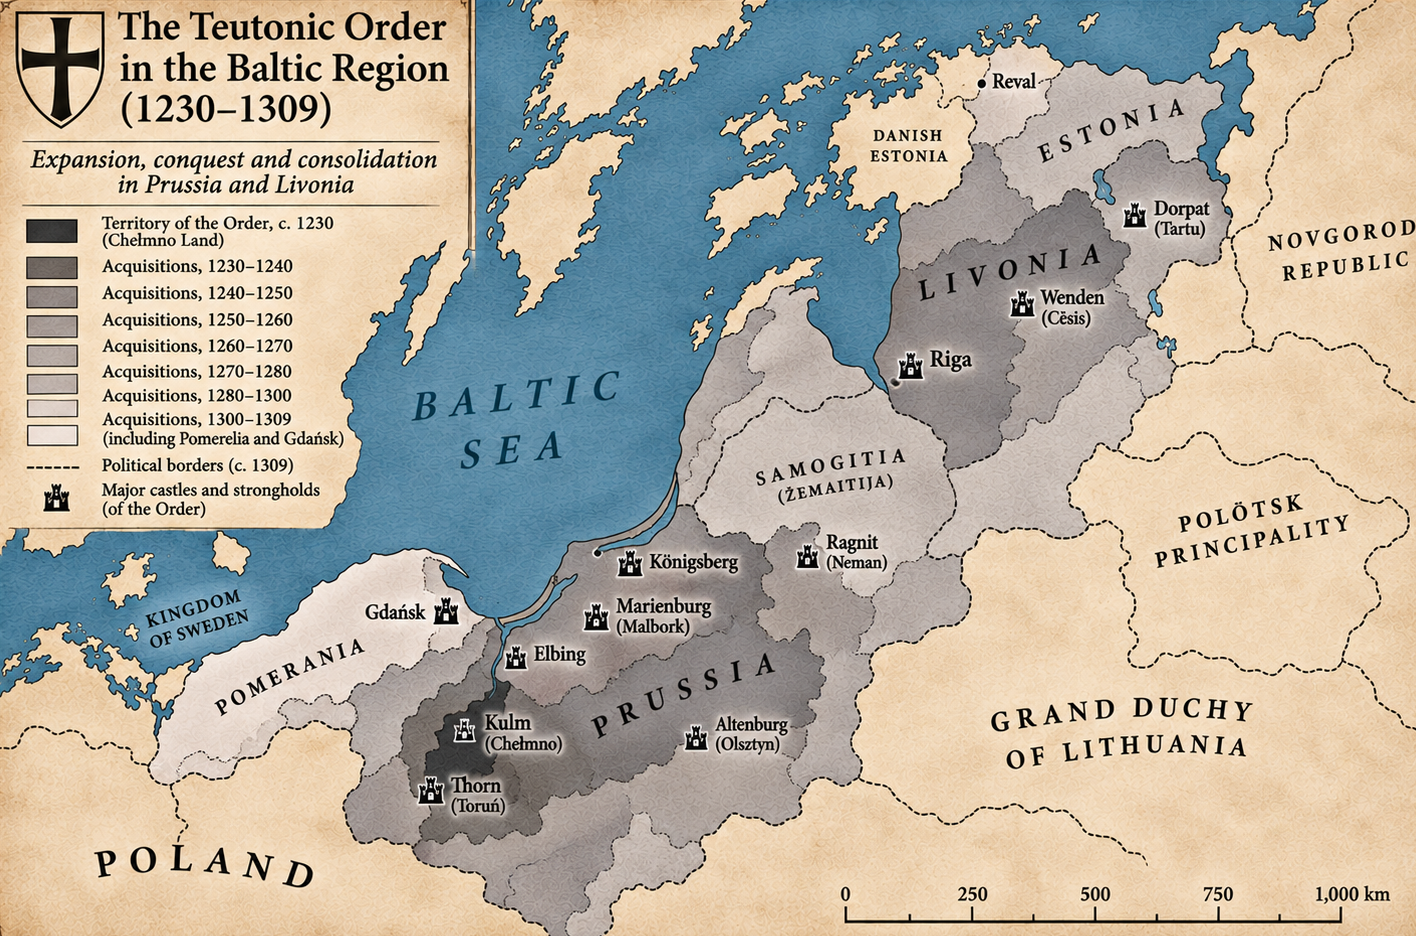 The Teutonic Order
in the Baltic Region
(1230–1309)
Expansion, conquest and consolidation
in Prussia and Livonia
Territory of the Order, c. 1230
(Chełmno Land)
Acquisitions, 1230–1240
Acquisitions, 1240–1250
Acquisitions, 1250–1260
Acquisitions, 1260–1270
Acquisitions, 1270–1280
Acquisitions, 1280–1300
Acquisitions, 1300–1309
(including Pomerelia and Gdańsk)
Political borders (c. 1309)
Major castles and strongholds
(of the Order)
Reval
DANISH
ESTONIA
ESTONIA
Dorpat
(Tartu)
NOVGOROD
REPUBLIC
LIVONIA
Wenden
(Cēsis)
Riga
BALTIC
SEA
SAMOGITIA
(ŽEMAITIJA)
POLÖTSK
PRINCIPALITY
Ragnit
(Neman)
Königsberg
Marienburg
(Malbork)
Gdańsk
KINGDOM
OF SWEDEN
POMERANIA
Elbing
PRUSSIA
Kulm
(Chełmno)
Altenburg
(Olsztyn)
Thorn
(Toruń)
GRAND DUCHY
OF LITHUANIA
POLAND
0 250 500 750 1,000 km